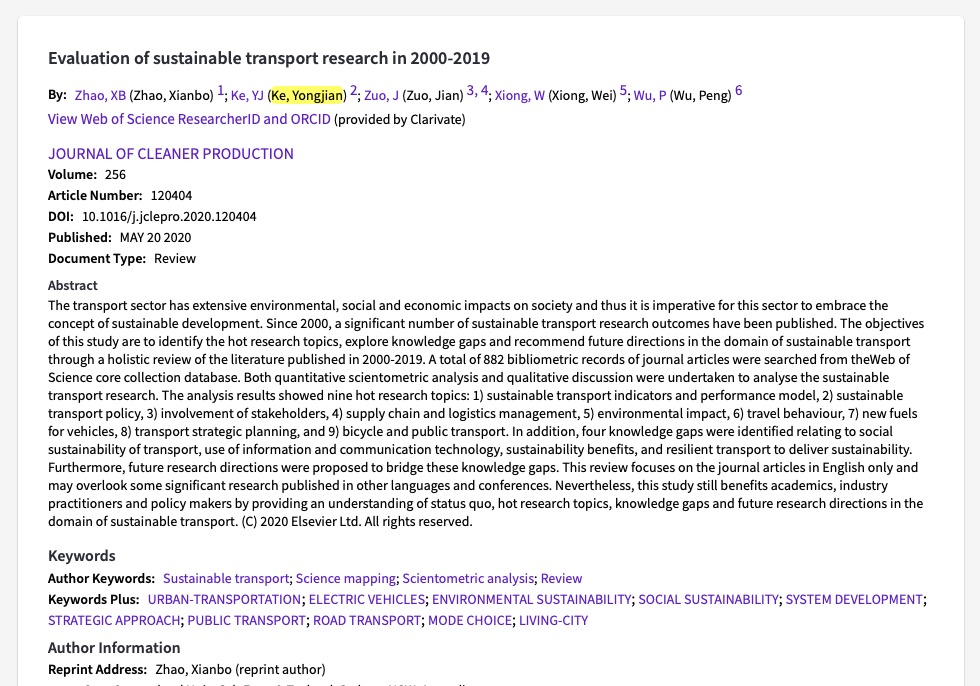 Evaluation of sustainable transport research in 2000-2019
By: Zhao, XB (Zhao, Xianbo) 1; Ke, YJ (Ke, Yongjian) 2; Zuo, J (Zuo, Jian) 3, 4; Xiong, W (Xiong, Wei) 5; Wu, P (Wu, Peng) 6
View Web of Science ResearcherID and ORCID (provided by Clarivate)
JOURNAL OF CLEANER PRODUCTION
Volume: 256
Article Number: 120404
DOI: 10.1016/j.jclepro.2020.120404
Published: MAY 20 2020
Document Type: Review
Abstract
The transport sector has extensive environmental, social and economic impacts on society and thus it is imperative for this sector to embrace the
concept of sustainable development. Since 2000, a significant number of sustainable transport research outcomes have been published. The objectives
of this study are to identify the hot research topics, explore knowledge gaps and recommend future directions in the domain of sustainable transport
through a holistic review of the literature published in 2000-2019. A total of 882 bibliometric records of journal articles were searched from theWeb of
Science core collection database. Both quantitative scientometric analysis and qualitative discussion were undertaken to analyse the sustainable
transport research. The analysis results showed nine hot research topics: 1) sustainable transport indicators and performance model, 2) sustainable
transport policy, 3) involvement of stakeholders, 4) supply chain and logistics management, 5) environmental impact, 6) travel behaviour, 7) new fuels
for vehicles, 8) transport strategic planning, and 9) bicycle and public transport. In addition, four knowledge gaps were identified relating to social
sustainability of transport, use of information and communication technology, sustainability benefits, and resilient transport to deliver sustainability.
Furthermore, future research directions were proposed to bridge these knowledge gaps. This review focuses on the journal articles in English only and
may overlook some significant research published in other languages and conferences. Nevertheless, this study still benefits academics, industry
practitioners and policy makers by providing an understanding of status quo, hot research topics, knowledge gaps and future research directions in the
domain of sustainable transport. (C) 2020 Elsevier Ltd. All rights reserved.
Keywords
Author Keywords: Sustainable transport; Science mapping; Scientometric analysis; Review
Keywords Plus: URBAN-TRANSPORTATION; ELECTRIC VEHICLES; ENVIRONMENTAL SUSTAINABILITY; SOCIAL SUSTAINABILITY; SYSTEM DEVELOPMENT;
STRATEGIC APPROACH; PUBLIC TRANSPORT; ROAD TRANSPORT; MODE CHOICE; LIVING-CITY
Author Information
Reprint Address: Zhao, Xianbo (reprint author)